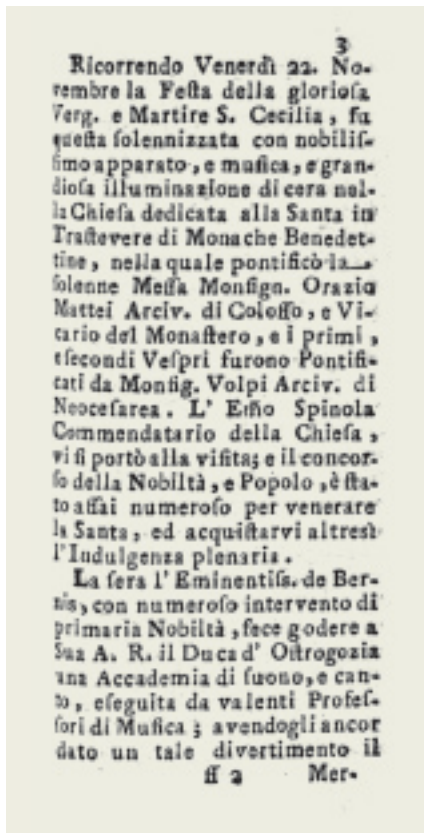 3
Ricorrendo Venerdì 22. No-
vembre la Feſta della glorioſa
Verg. e Martire S. Cecilia, fu
queſta ſolennizzata con nobiliſ-
ſimo apparato, e muſica, e gran-
dioſa illuminazione di cera nel-
la Chieſa dedicata alla Santa in
Traſtevere di Monache Benedet-
tine, nella quale pontificò la
ſolenne Meſſa Monſign. Orazio
Mattei Arciv. di Coloſſo, e Vi-
cario del Monaſtero, e i primi,
e ſecondi Veſpri furono Pontifi-
cati da Monſig. Volpi Arciv. di
Neoceſarea. L' Em̃o Spinola
Commendatario della Chieſa,
vi ſi portò alla viſita; e il concor-
ſo della Nobiltà, e Popolo, è ſta-
to aſſai numeroſo per venerare
la Santa, ed acquiſtarvi altresì
l'Indulgenza plenaria.
La ſera l' Eminentiſs. de Ber-
nis, con numeroſo intervento di
primaria Nobiltà, fece godere a
Sua A. R. il Duca d' Oſtrogozia
una Accademia di ſuono, e can-
to, eſeguita da valenti Profeſ-
ſori di Muſica; avendogli ancor
dato un tale divertimento il
ff 2 Mer-